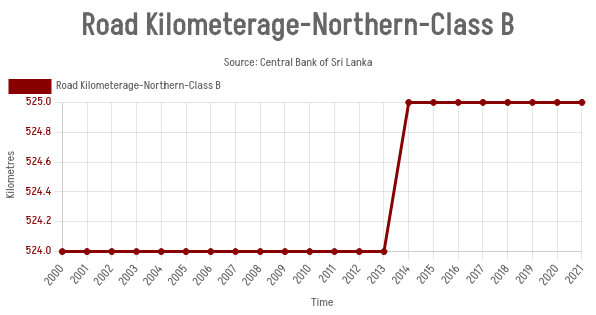 Road Kilometerage-Northern-Class B
Source: Central Bank of Sri Lanka
Road Kilometerage-Northern-Class B
525.0
524.8
524.6
524.4
524.2
524.0
Kilometres
2000 2001 2002 2003 2004 2005 2006 2007 2008 2009 2010 2011 2012 2013 2014 2015 2016 2017 2018 2019 2020 2021
Time